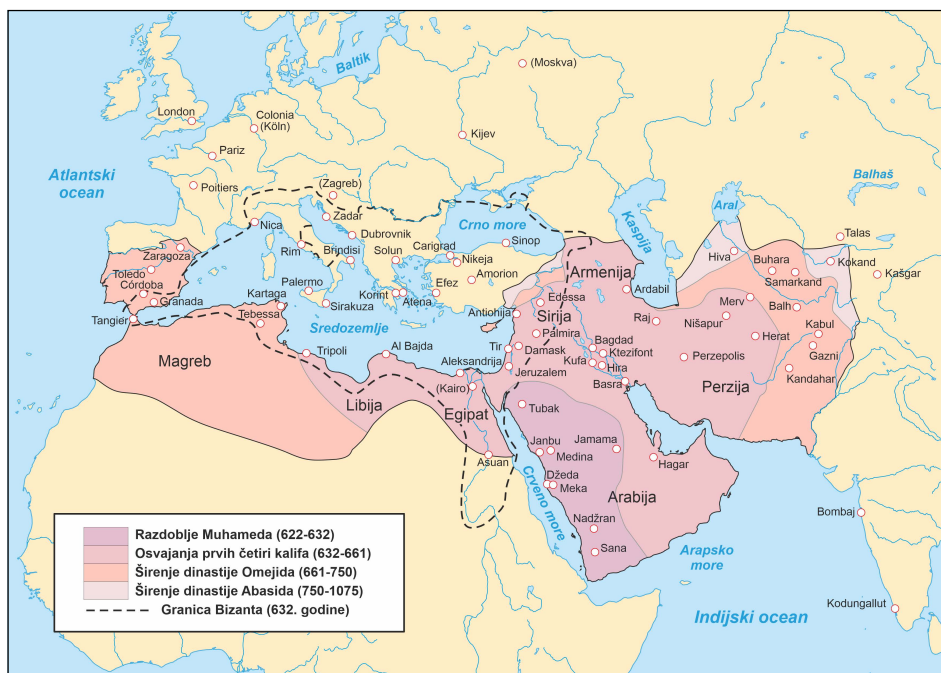 (Moskva)
Baltik
London
Colonia
(Köln)
Kijev
Pariz
Atlantski
ocean
Poitiers
(Zagreb)
Balhaš
Aral
Kaspija
Crno more
Zadar
Nica
Dubrovnik
Sinop
Talas
Zaragoza
Rim
Brindisi
Solun
Carigrad
Nikeja
Hiva
Buhara
Kokand
Toledo
Córdoba
Granada
Palermo
Amorion
Armenija
Samarkand
Kašgar
Kartaga
Sirakuza
Korint
Atena
Efez
Ardabil
Edessa
Merv
Balh
Tangier
Tebessa
Antiohija
Sirija
Raj
Nišapur
Sredozemlje
Palmira
Bagdad
Herat
Kabul
Tripoli
Al Bajda
Tir
Damask
Ktezifont
Gazni
Magreb
Aleksandrija
Kufa
Hira
Perzepolis
Jeruzalem
Kandahar
(Kairo)
Basra
Perzija
Libija
Egipat
Tubak
Janbu
Jamama
Medina
Ašuan
Hagar
Džeda
Meka
Crveno more
Arabija
Bombaj
Nadžran
Sana
Arapsko
more
Kodungallut
Indijski ocean
Razdoblje Muhameda (622-632)
Osvajanja prvih četiri kalifa (632-661)
Širenje dinastije Omejida (661-750)
Širenje dinastije Abasida (750-1075)
Granica Bizanta (632. godine)